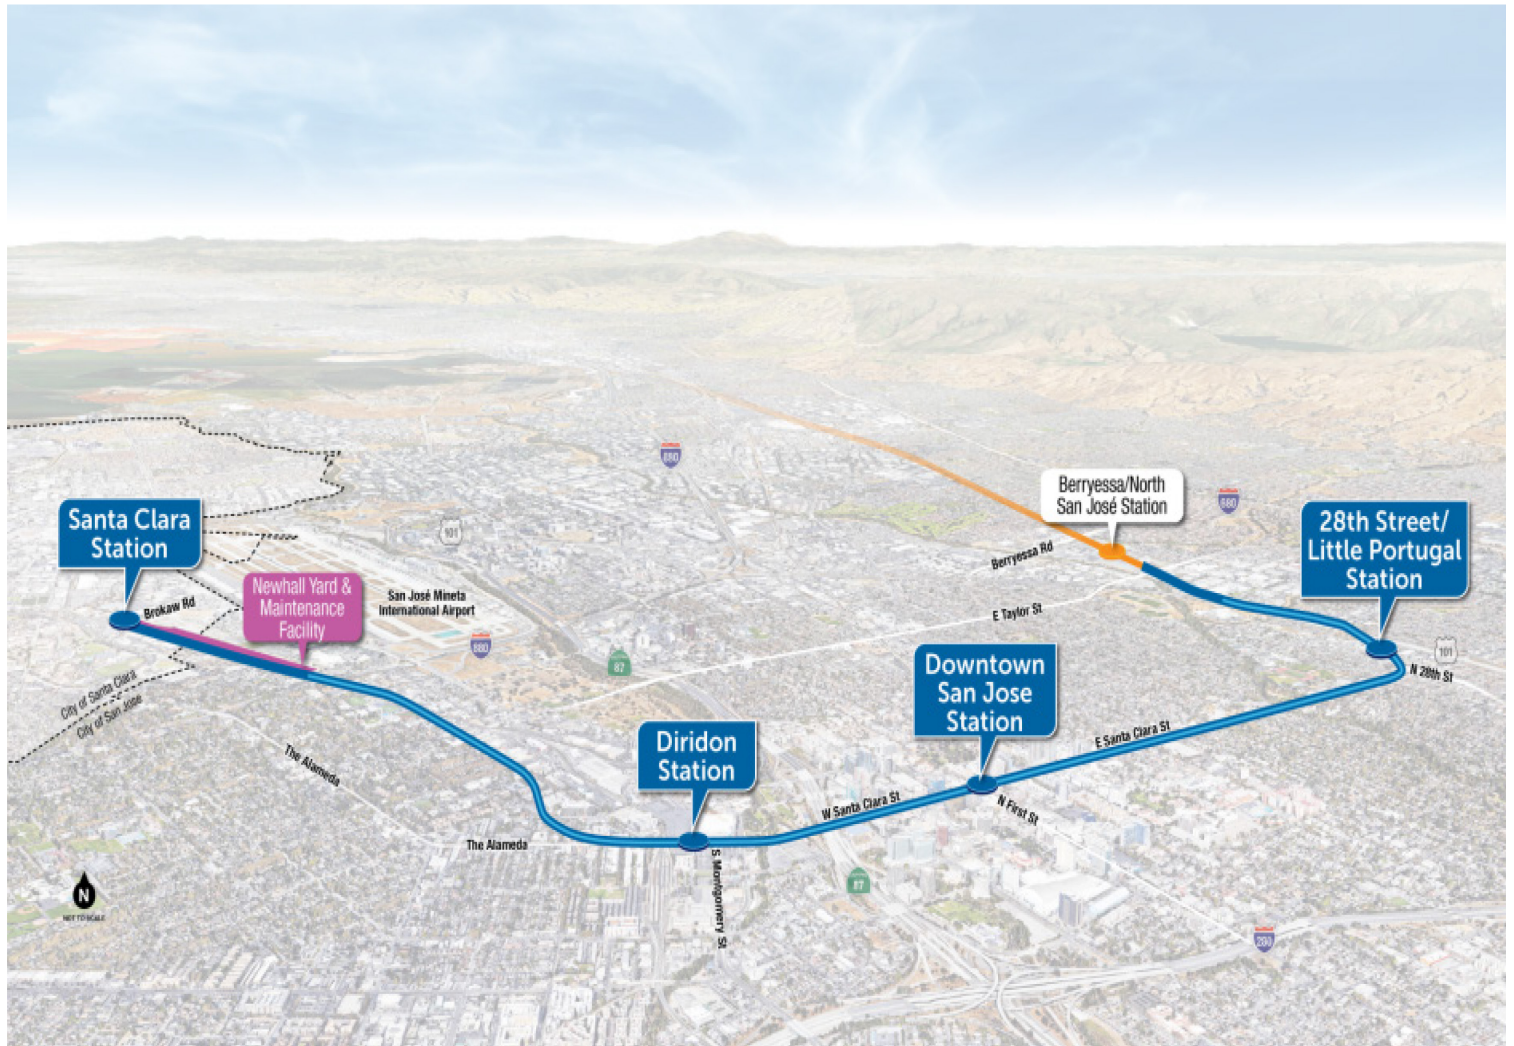 880
Berryessa/North
San José Station
680
Santa Clara
Station
28th Street/
Little Portugal
Station
101
Berryessa Rd
Newhall Yard &
Maintenance
Facility
San José Mineta
International Airport
Brokaw Rd
E Taylor St
880
87
101
N 28th St
Downtown
San Jose
Station
City of Santa Clara
City of San Jose
Diridon
Station
The Alameda
E Santa Clara St
W Santa Clara St
N First St
The Alameda
S Montgomery St
87
N
NOT TO SCALE
280